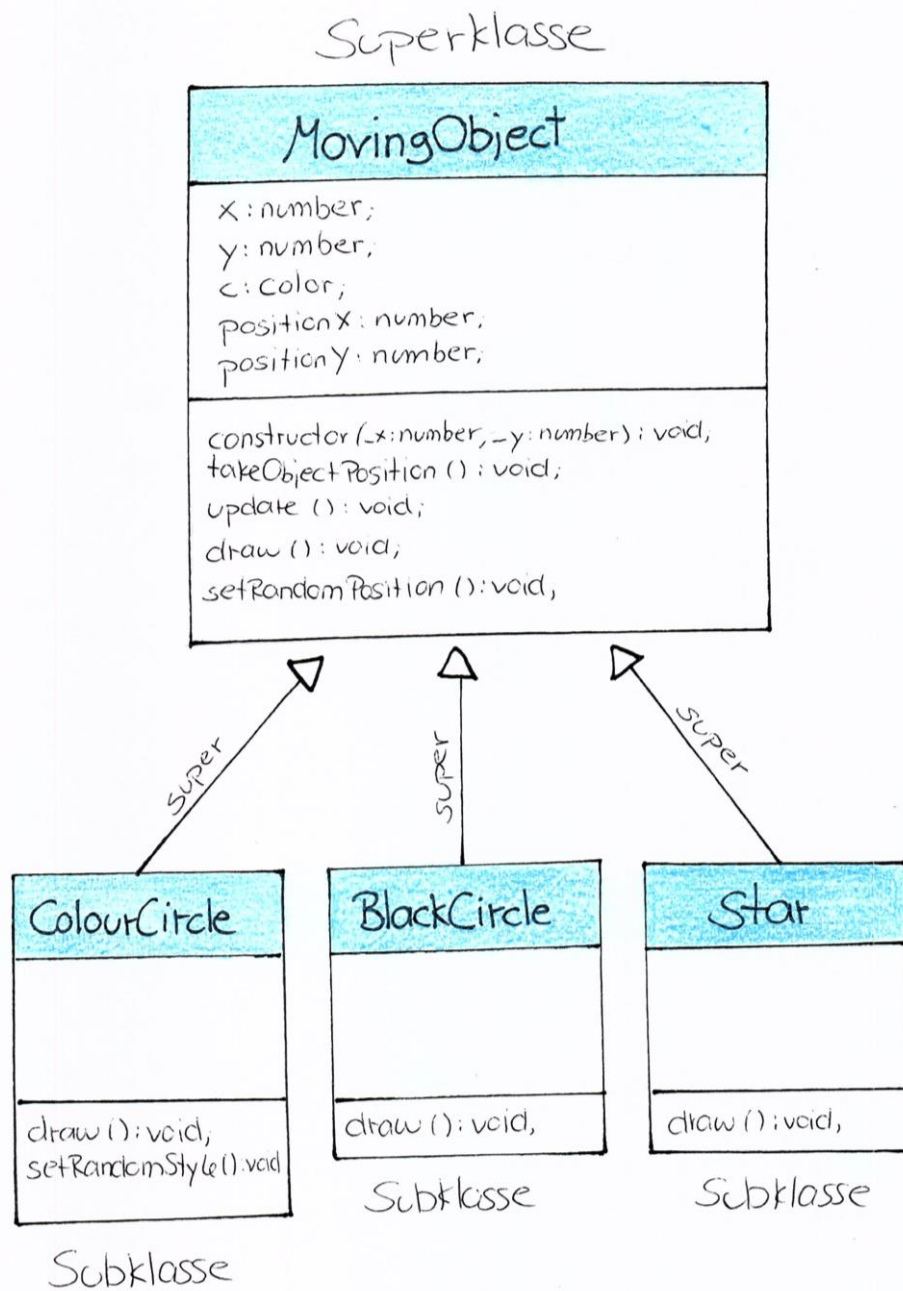 Superklasse
MovingObject
x: number;
y: number;
c: color;
positionX: number;
positionY: number;
constructor(_x:number, _y: number): void;
takeObjectPosition (): void;
update (): void;
draw (): void;
setRandomPosition (): void;
super
super
super
ColourCircle
draw (): void;
setRandomStyle(): void
Subklasse
BlackCircle
draw (): void;
Subklasse
Star
draw (): void;
Subklasse